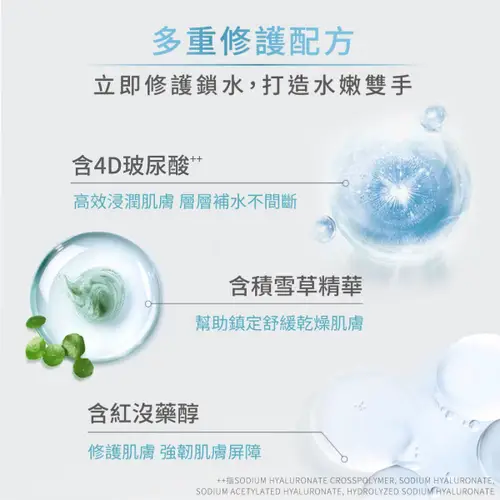 多重修護配方
立即修護鎖水,打造水嫩雙手
含4D玻尿酸++
高效浸潤肌膚 層層補水不間斷
含積雪草精華
幫助鎮定舒緩乾燥肌膚
含紅沒藥醇
修護肌膚 強韌肌膚屏障
++指SODIUM HYALURONATE CROSSPOLYMER, SODIUM HYALURONATE,
SODIUM ACETYLATED HYALURONATE, HYDROLYZED SODIUM HYALURONATE